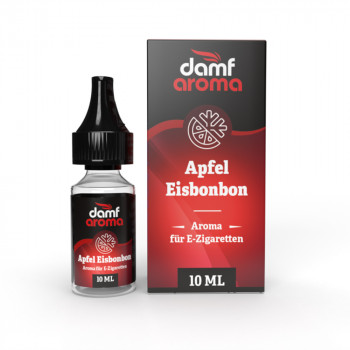 damf
aroma
Apfel
Eisbonbon
Aroma
für E-Zigaretten
10 ML
damf
aroma
Apfel Eisbonbon
Aroma für E-Zigaretten
10 ML